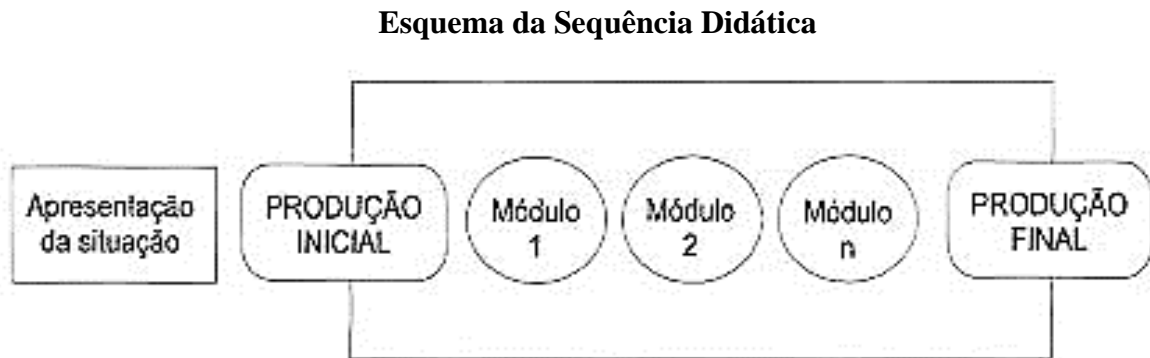 Esquema da Sequência Didática
Apresentação
da situação
PRODUÇÃO
INICIAL
Módulo
1
Módulo
2
Módulo
n
PRODUÇÃO
FINAL